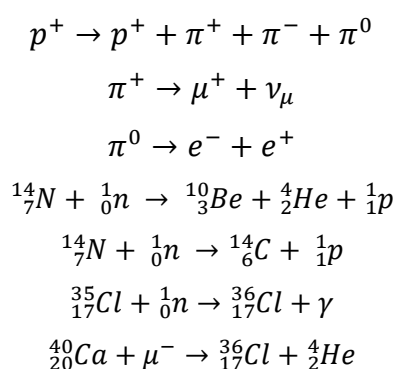 p⁺ → p⁺ + π⁺ + π⁻ + π⁰
π⁺ → μ⁺ + ν_μ
π⁰ → e⁻ + e⁺
¹⁴₇N + ¹₀n → ¹⁰₃Be + ⁴₂He + ¹₁p
¹⁴₇N + ¹₀n → ¹⁴₆C + ¹₁p
³⁵₁₇Cl + ¹₀n → ³⁶₁₇Cl + γ
⁴⁰₂₀Ca + μ⁻ → ³⁶₁₇Cl + ⁴₂He